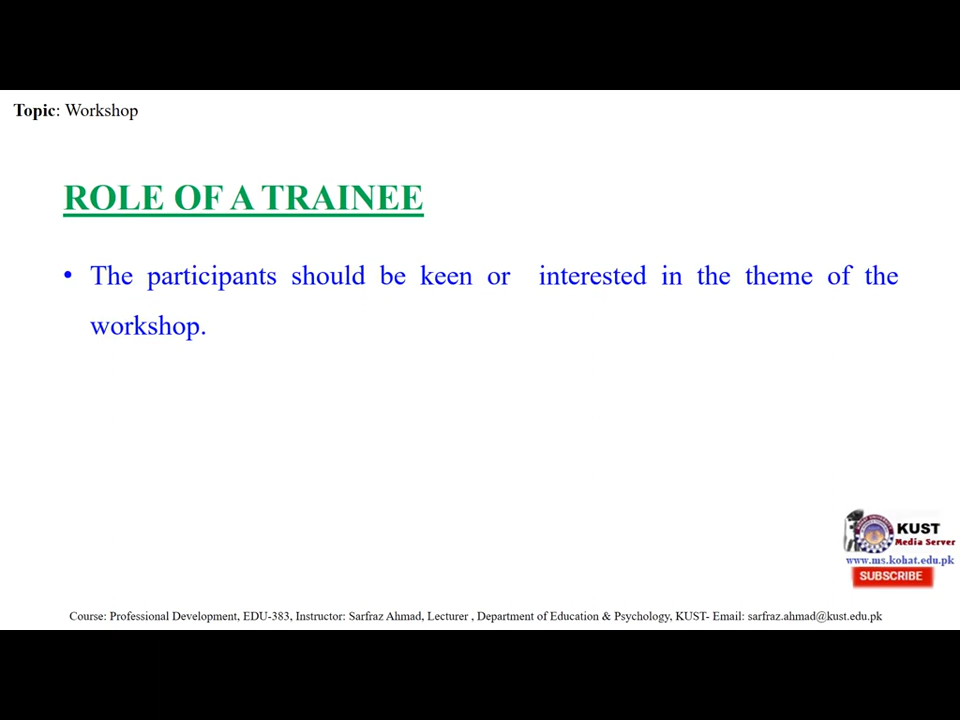 Topic: Workshop
ROLE OF A TRAINEE
• The participants should be keen or interested in the theme of the
workshop.
KUST
Media Server
www.ms.kohat.edu.pk
SUBSCRIBE
Course: Professional Development, EDU-383, Instructor: Sarfraz Ahmad, Lecturer , Department of Education & Psychology, KUST- Email: sarfraz.ahmad@kust.edu.pk